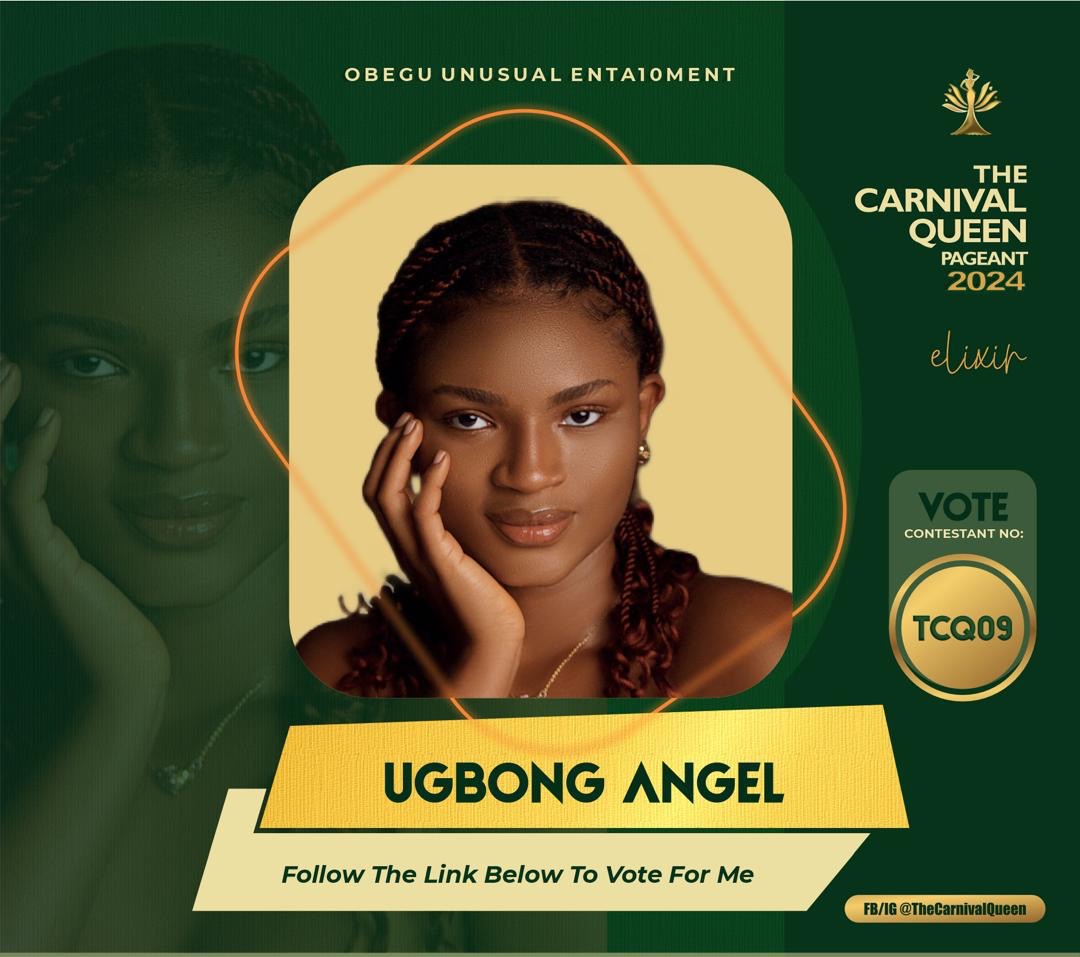 OBEGU UNUSUAL ENTA10MENT
THE
CARNIVAL
QUEEN
PAGEANT
2024
elixir
VOTE
CONTESTANT NO:
TCQ09
UGBONG ANGEL
Follow The Link Below To Vote For Me
FB/IG @TheCarnivalQueen